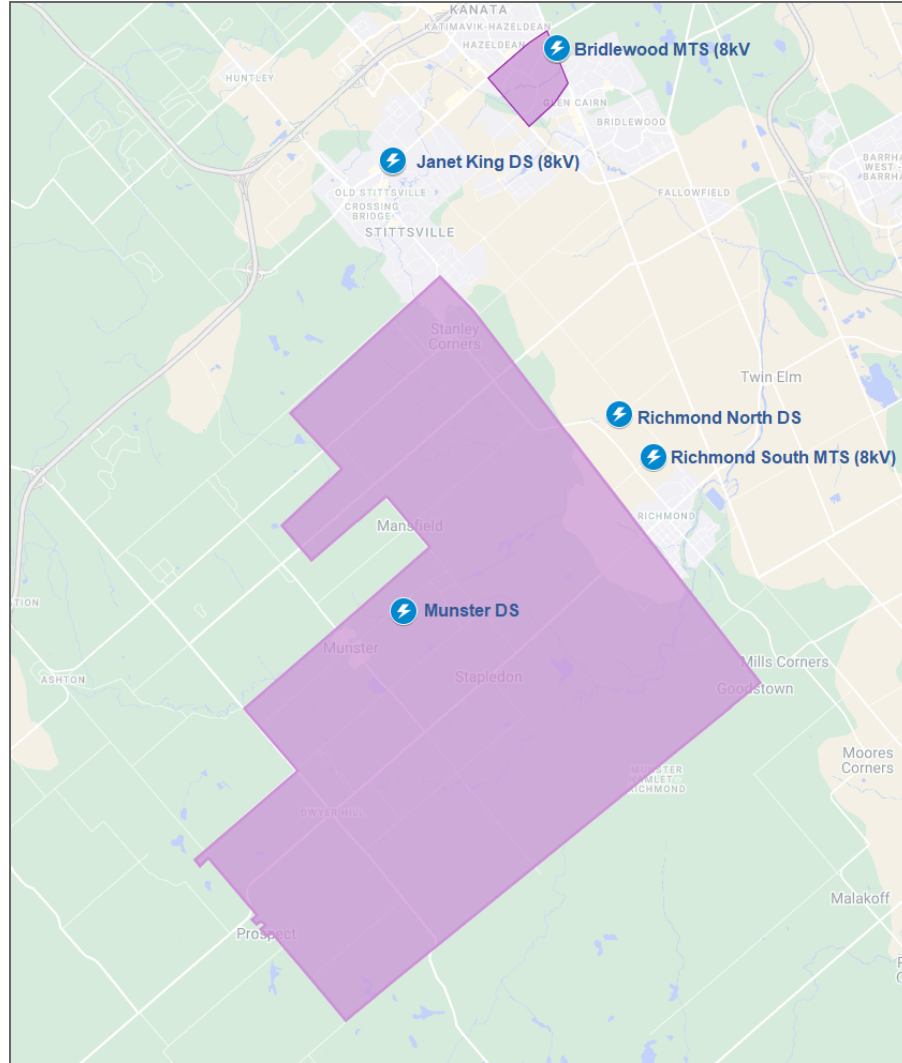 KANATA
KATIMAVIK-HAZELDEAN
HAZELDEAN
Bridlewood MTS (8kV
HUNTLEY
GLEN CAIRN
BRIDLEWOOD
Janet King DS (8kV)
BARRHA
WEST -
BARRHA
OLD STITTSVILLE
FALLOWFIELD
CROSSING
BRIDGE
STITTSVILLE
Stanley
Corners
Twin Elm
Richmond North DS
Richmond South MTS (8kV)
RICHMOND
Mansfield
TION
Munster DS
Munster
Mills Corners
ASHTON
Stapledon
Goodstown
Moores
Corners
MUNSTER
HAMLET -
RICHMOND
DWYER HILL
Malakoff
Prospect